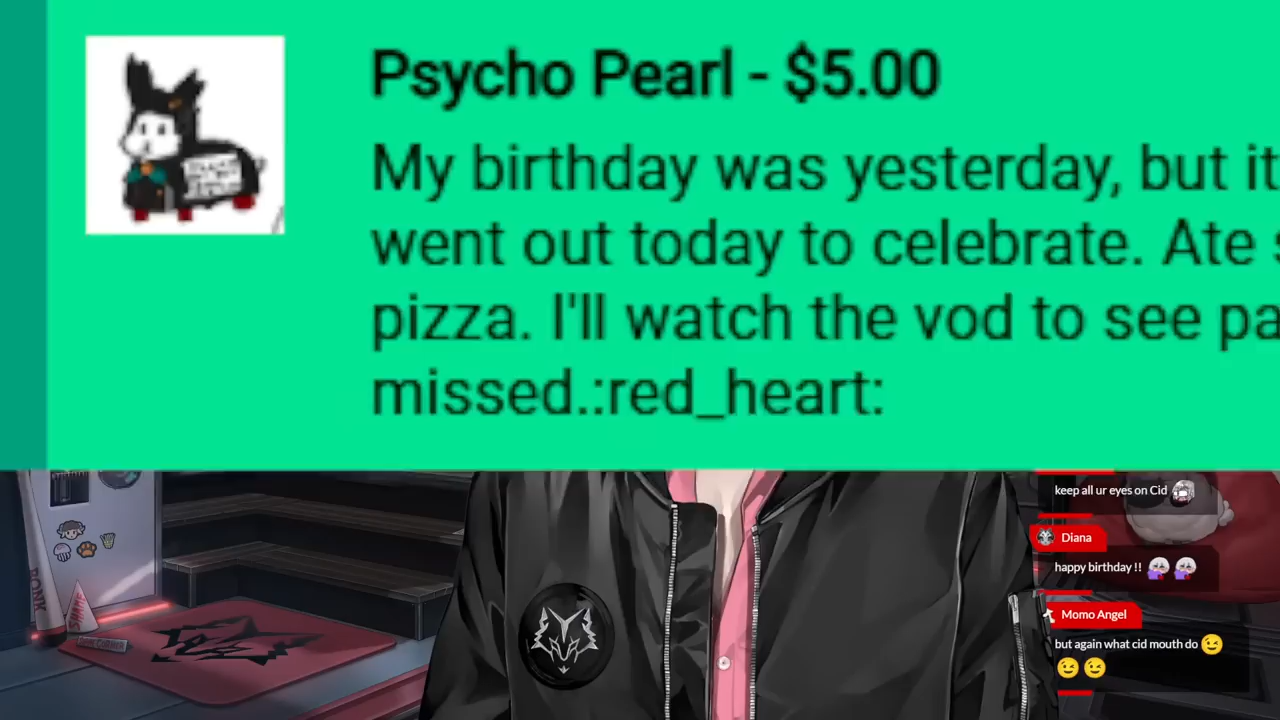 Psycho Pearl - $5.00
My birthday was yesterday, but it
went out today to celebrate. Ate
pizza. I'll watch the vod to see pa
missed.:red_heart:
keep all ur eyes on Cid
Diana
happy birthday !!
Momo Angel
but again what cid mouth do
BONK
SHAME